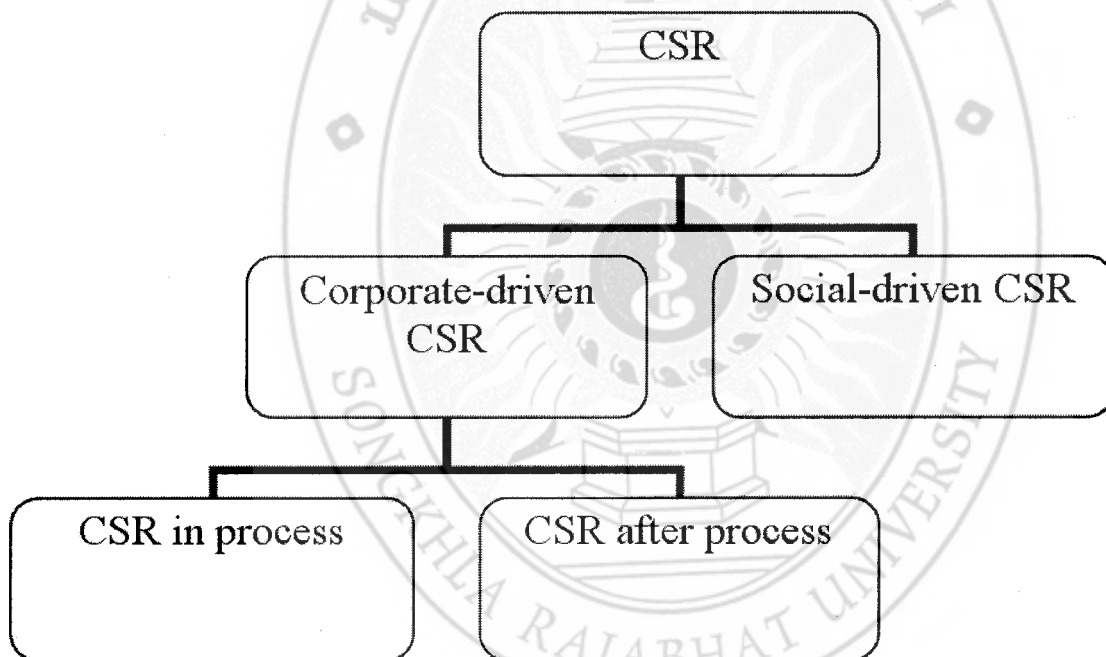 CSR
Corporate-driven
CSR
Social-driven CSR
CSR in process
CSR after process
SONGKHLA RAJABHAT UNIVERSITY